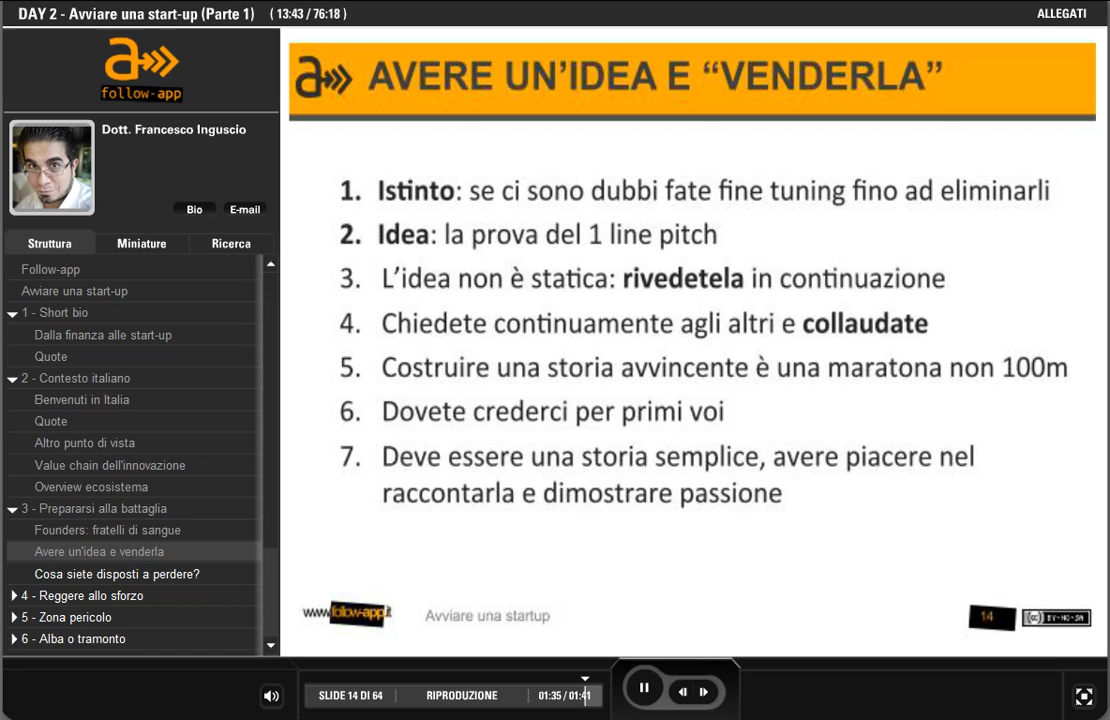 DAY 2 - Avviare una start-up (Parte 1) ( 13:43 / 76:18 )
ALLEGATI
a
follow-app
Dott. Francesco Inguscio
Bio E-mail
Struttura Miniature Ricerca
Follow-app
Avviare una start-up
1 - Short bio
Dalla finanza alle start-up
Quote
2 - Contesto italiano
Benvenuti in Italia
Quote
Altro punto di vista
Value chain dell'innovazione
Overview ecosistema
3 - Prepararsi alla battaglia
Founders: fratelli di sangue
Avere un'idea e venderla
Cosa siete disposti a perdere?
4 - Reggere allo sforzo
5 - Zona pericolo
6 - Alba o tramonto
a AVERE UN'IDEA E “VENDERLA”
1. Istinto: se ci sono dubbi fate fine tuning fino ad eliminarli
2. Idea: la prova del 1 line pitch
3. L'idea non è statica: rivedetela in continuazione
4. Chiedete continuamente agli altri e collaudate
5. Costruire una storia avvincente è una maratona non 100m
6. Dovete crederci per primi voi
7. Deve essere una storia semplice, avere piacere nel
raccontarla e dimostrare passione
www.follow-app.it
Avviare una startup
14
(cc) BY-NC-SA
SLIDE 14 DI 64 RIPRODUZIONE 01:35 / 01:41